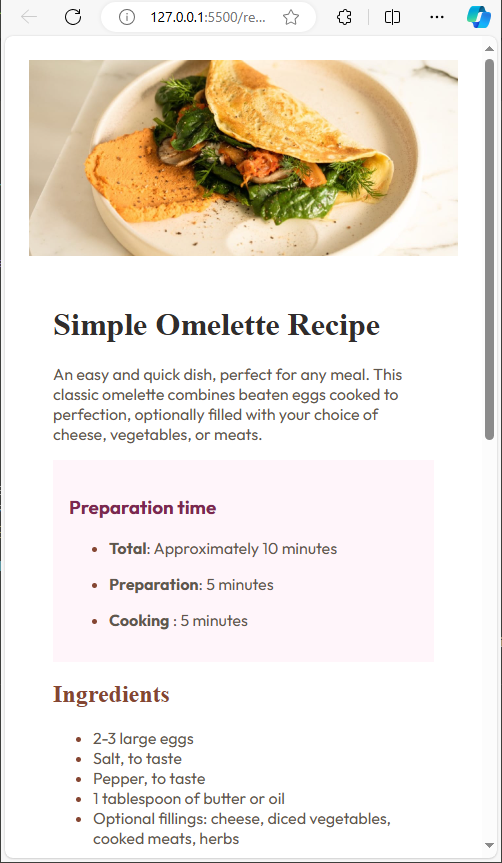 127.0.0.1:5500/re...
Simple Omelette Recipe
An easy and quick dish, perfect for any meal. This
classic omelette combines beaten eggs cooked to
perfection, optionally filled with your choice of
cheese, vegetables, or meats.
Preparation time
Total: Approximately 10 minutes
Preparation: 5 minutes
Cooking : 5 minutes
Ingredients
2-3 large eggs
Salt, to taste
Pepper, to taste
1 tablespoon of butter or oil
Optional fillings: cheese, diced vegetables,
cooked meats, herbs